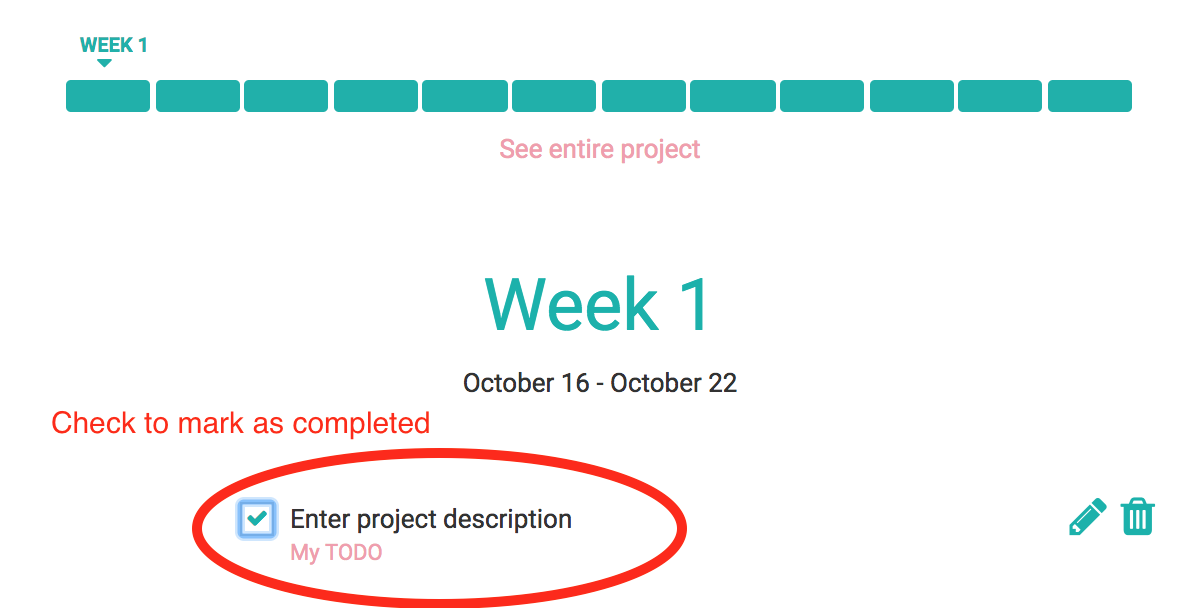 WEEK 1
See entire project
Week 1
October 16 - October 22
Check to mark as completed
Enter project description
My TODO